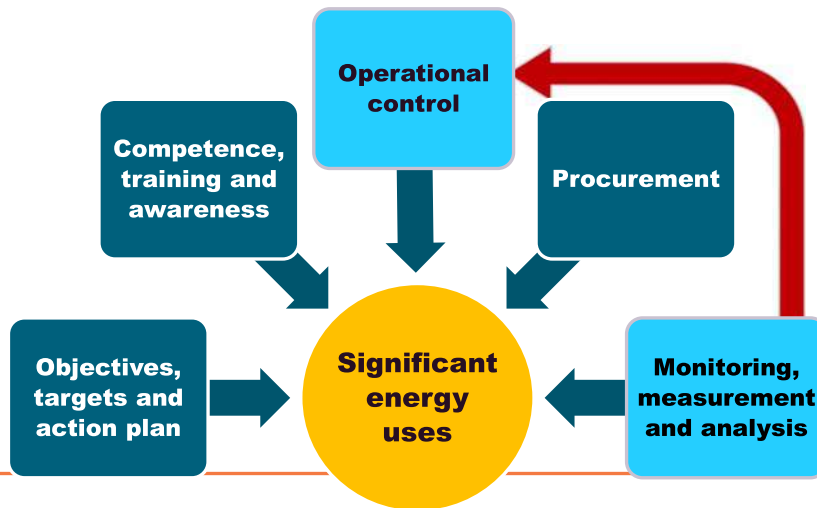 Operational
control
Competence,
training and
awareness
Procurement
Objectives,
targets and
action plan
Significant
energy
uses
Monitoring,
measurement
and analysis